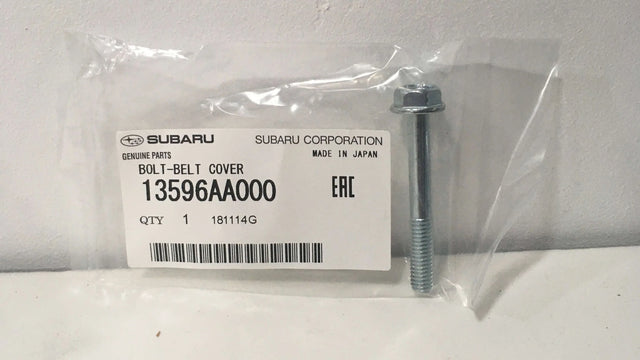 SUBARU SUBARU CORPORATION
GENUINE PARTS MADE IN JAPAN
BOLT-BELT COVER
13596AA000 EAC
QTY 1 181114G